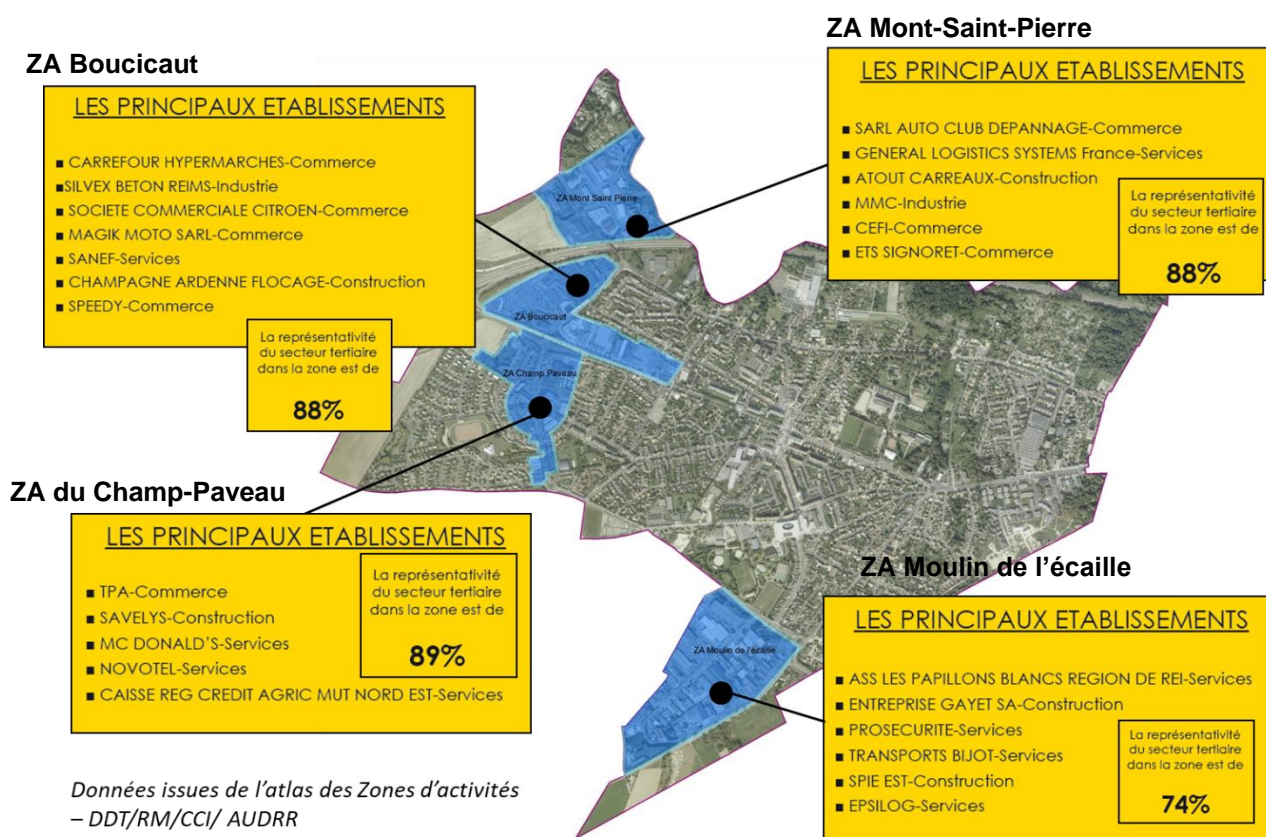 ZA Mont-Saint-Pierre
LES PRINCIPAUX ETABLISSEMENTS
■ SARL AUTO CLUB DEPANNAGE-Commerce
■ GENERAL LOGISTICS SYSTEMS France-Services
■ ATOUT CARREAUX-Construction
■ MMC-Industrie
■ CEFI-Commerce
■ ETS SIGNORET-Commerce
La représentativité
du secteur tertiaire
dans la zone est de
88%
ZA Boucicaut
LES PRINCIPAUX ETABLISSEMENTS
■ CARREFOUR HYPERMARCHES-Commerce
■SILVEX BETON REIMS-Industrie
■ SOCIETE COMMERCIALE CITROEN-Commerce
■ MAGIK MOTO SARL-Commerce
■ SANEF-Services
■ CHAMPAGNE ARDENNE FLOCAGE-Construction
■ SPEEDY-Commerce
La représentativité
du secteur tertiaire
dans la zone est de
88%
ZA Mont Saint Pierre
ZA Boucicaut
ZA Champ Paveau
ZA Moulin de l'écaille
ZA du Champ-Paveau
LES PRINCIPAUX ETABLISSEMENTS
■ TPA-Commerce
■ SAVELYS-Construction
■ MC DONALD'S-Services
■ NOVOTEL-Services
■ CAISSE REG CREDIT AGRIC MUT NORD EST-Services
La représentativité
du secteur tertiaire
dans la zone est de
89%
ZA Moulin de l'écaille
LES PRINCIPAUX ETABLISSEMENTS
■ ASS LES PAPILLONS BLANCS REGION DE REI-Services
■ ENTREPRISE GAYET SA-Construction
■ PROSECURITE-Services
■ TRANSPORTS BIJOT-Services
■ SPIE EST-Construction
■ EPSILOG-Services
La représentativité
du secteur tertiaire
dans la zone est de
74%
Données issues de l'atlas des Zones d'activités
– DDT/RM/CCI/ AUDRR